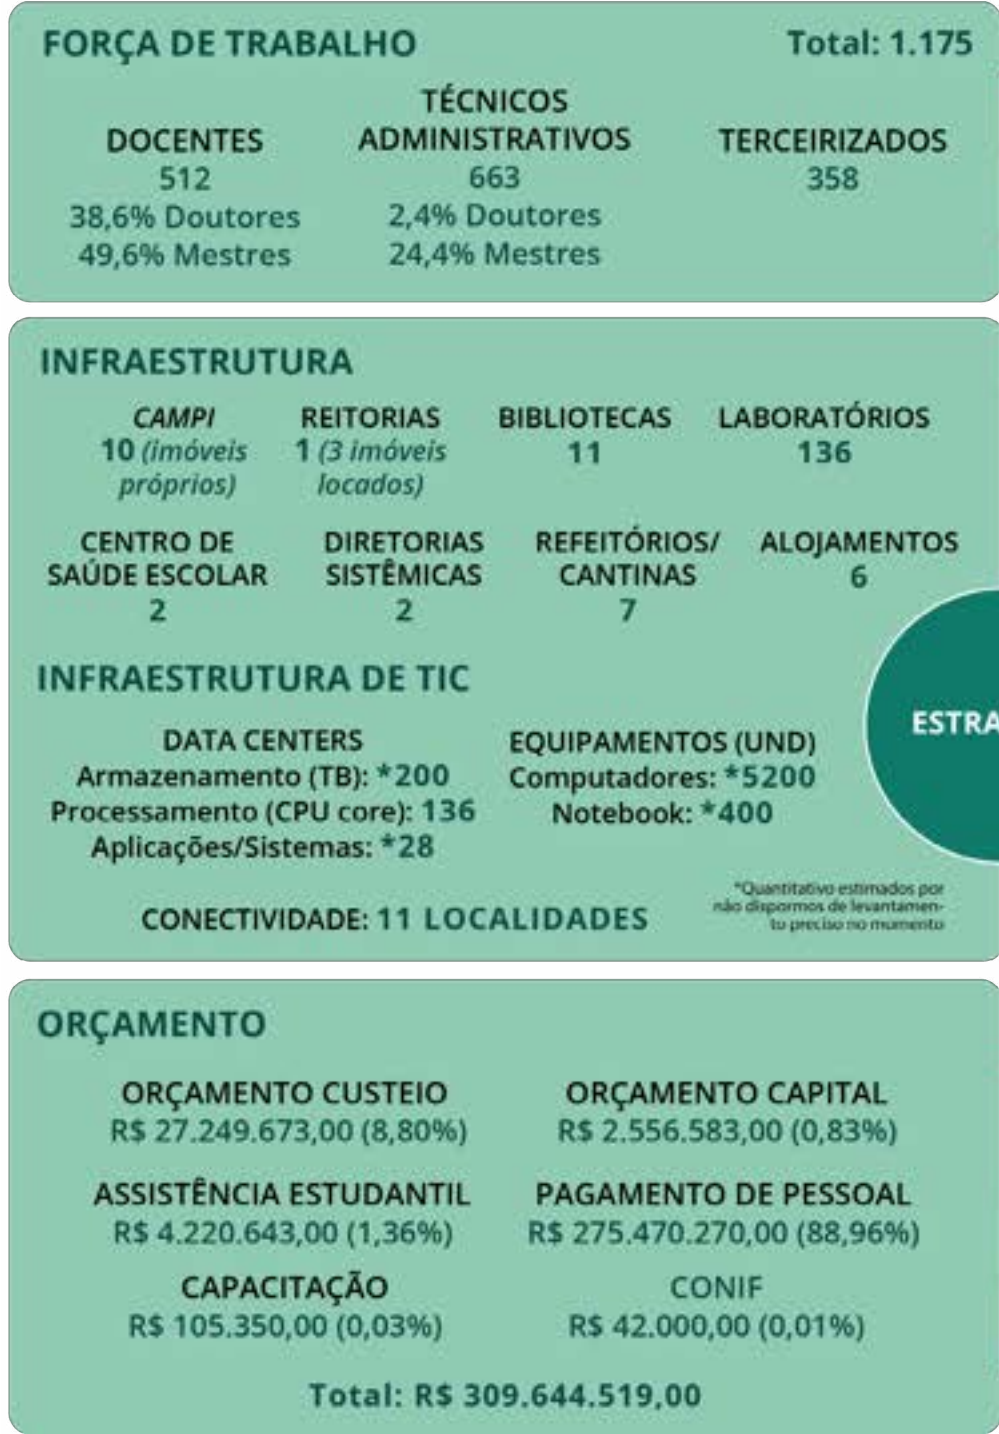 FORÇA DE TRABALHO Total: 1.175
TÉCNICOS
DOCENTES ADMINISTRATIVOS TERCEIRIZADOS
512 663 358
38,6% Doutores 2,4% Doutores
49,6% Mestres 24,4% Mestres
INFRAESTRUTURA
CAMPI REITORIAS BIBLIOTECAS LABORATÓRIOS
10 (imóveis 1 (3 imóveis 11 136
próprios) locados)
CENTRO DE DIRETORIAS REFEITÓRIOS/ ALOJAMENTOS
SAÚDE ESCOLAR SISTÊMICAS CANTINAS 6
2 2 7
INFRAESTRUTURA DE TIC
ESTRA
DATA CENTERS EQUIPAMENTOS (UND)
Armazenamento (TB): *200 Computadores: *5200
Processamento (CPU core): 136 Notebook: *400
Aplicações/Sistemas: *28
*Quantitativo estimados por
não dispormos de levantamen-
to preciso no momento
CONECTIVIDADE: 11 LOCALIDADES
ORÇAMENTO
ORÇAMENTO CUSTEIO ORÇAMENTO CAPITAL
R$ 27.249.673,00 (8,80%) R$ 2.556.583,00 (0,83%)
ASSISTÊNCIA ESTUDANTIL PAGAMENTO DE PESSOAL
R$ 4.220.643,00 (1,36%) R$ 275.470.270,00 (88,96%)
CAPACITAÇÃO CONIF
R$ 105.350,00 (0,03%) R$ 42.000,00 (0,01%)
Total: R$ 309.644.519,00